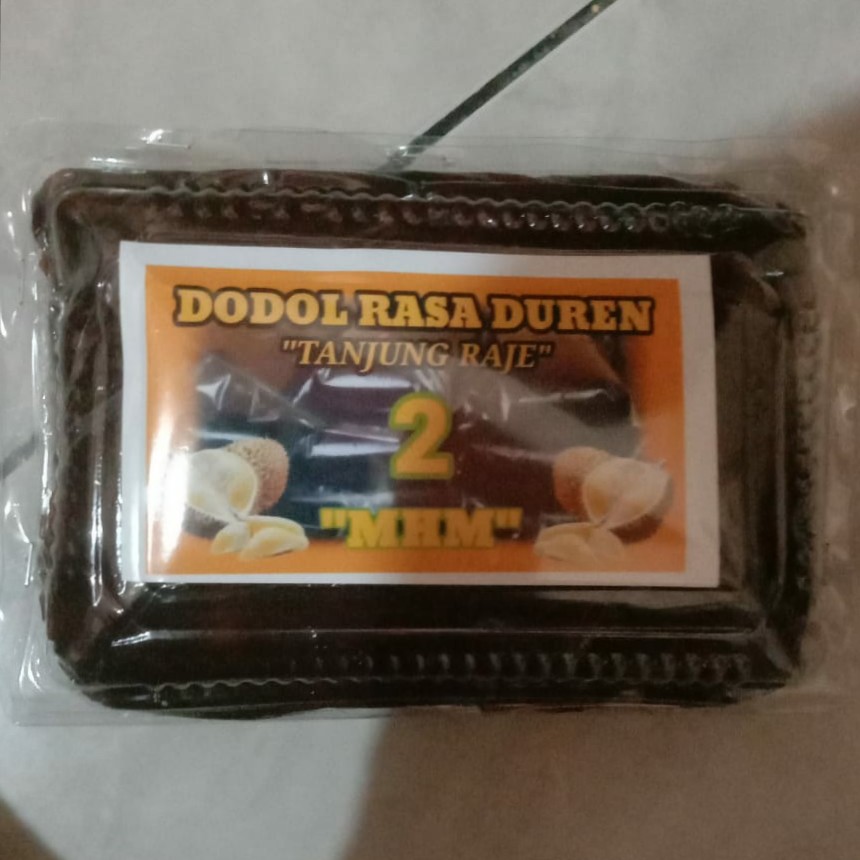 DODOL RASA DUREN
"TANJUNG RAJE"
2
"MHM"